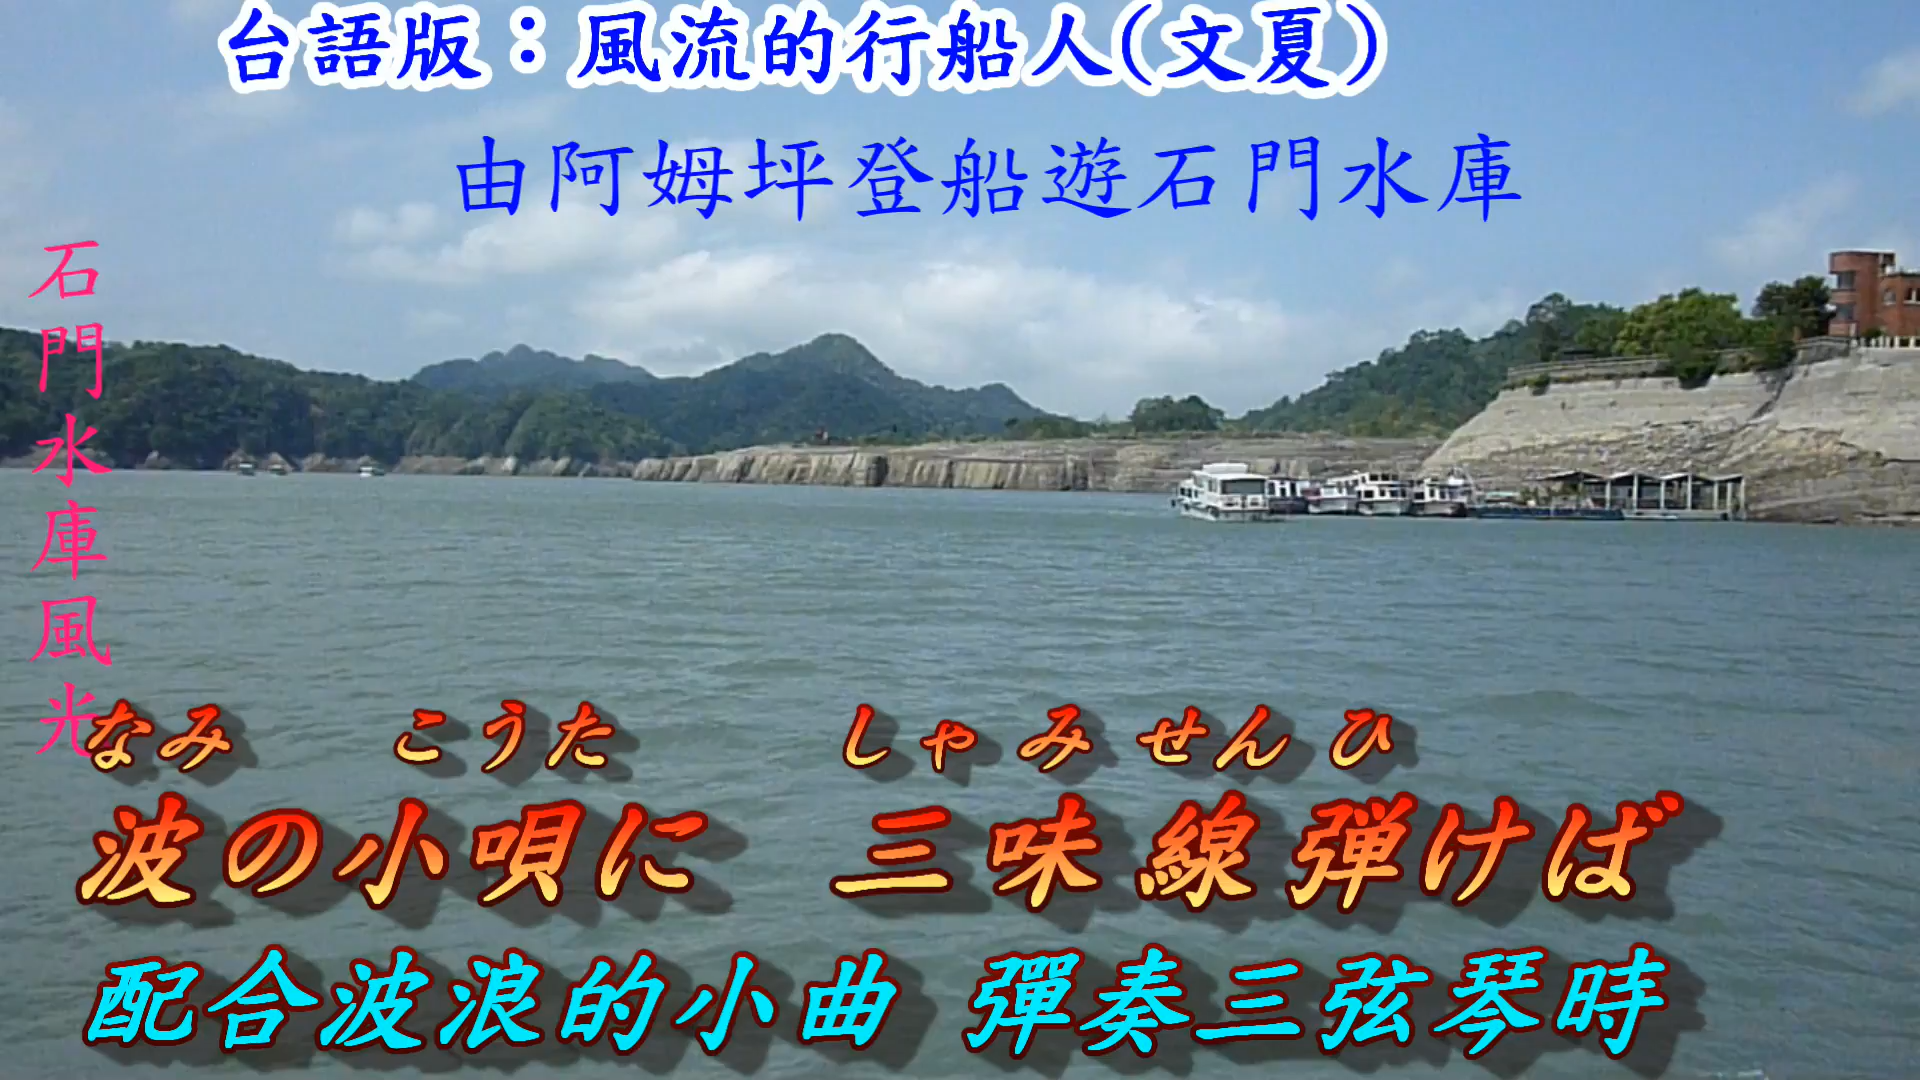 台語版：風流的行船人(文夏)
由阿姆坪登船遊石門水庫
石門水庫風光
なみ こうた しゃみせんひ
波の小唄に 三味線弾けば
配合波浪的小曲 彈奏三弦琴時